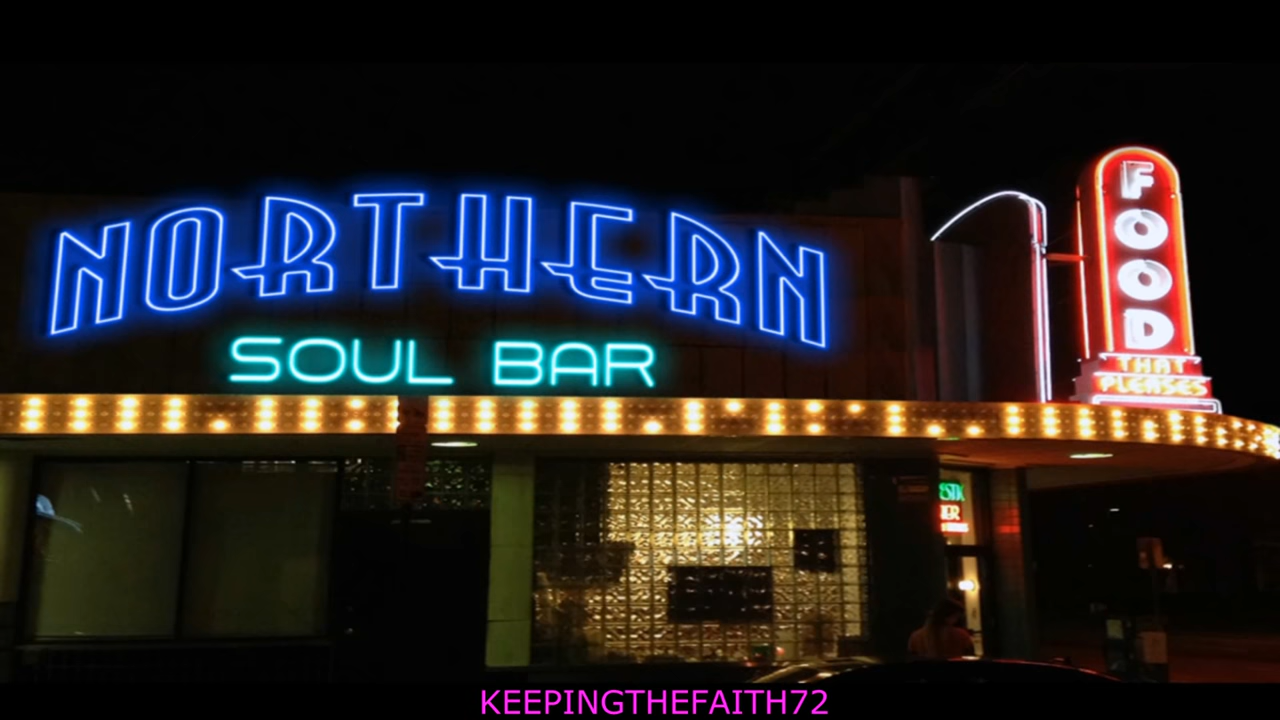 NORTHERN
SOUL BAR
FOOD
THAT
PLEASES
KEEPINGTHEFAITH72